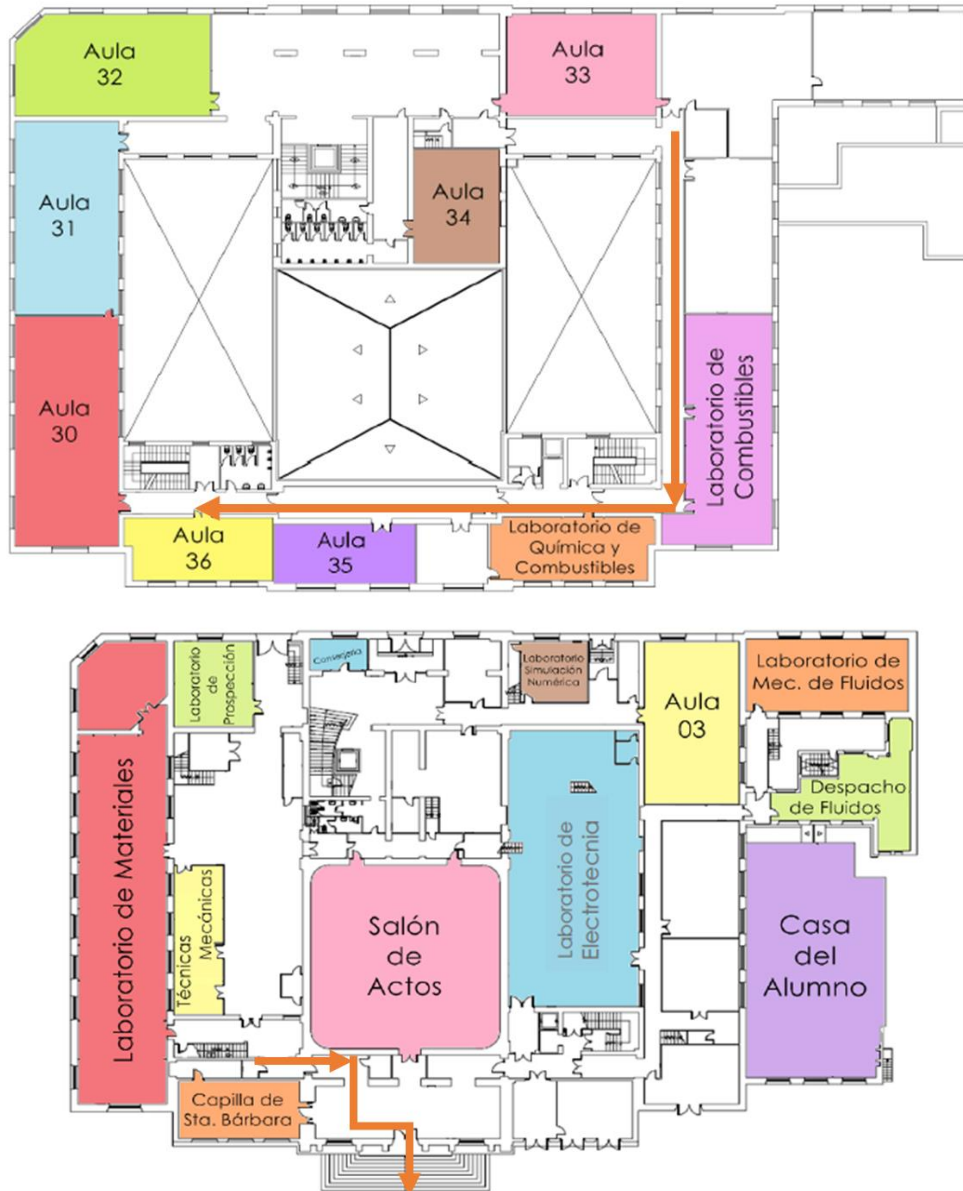 Aula
32
Aula
33
Aula
31
Aula
34
Aula
30
Laboratorio de
Combustibles
Aula
36
Aula
35
Laboratorio de
Química y
Combustibles
Laboratorio
de
Prospección
Conserjería
Laboratorio
Simulación
Numérica
Aula
03
Laboratorio de
Mec. de Fluidos
Despacho
de Fluidos
Laboratorio de Materiales
Técnicas
Mecánicas
Salón
de
Actos
Laboratorio de
Electrotecnia
Casa
del
Alumno
Capilla de
Sta. Bárbara